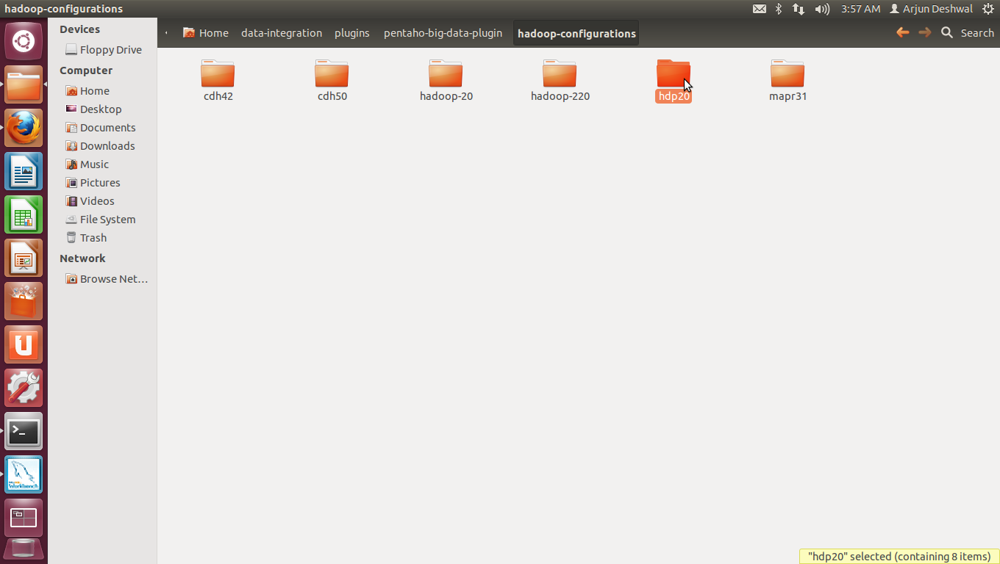 hadoop-configurations
3:57 AM
Arjun Deshwal
Devices
Floppy Drive
Computer
Home
Desktop
Documents
Downloads
Music
Pictures
Videos
File System
Trash
Network
Browse Net...
Home
data-integration
plugins
pentaho-big-data-plugin
hadoop-configurations
Search
cdh42
cdh50
hadoop-20
hadoop-220
hdp20
mapr31
Workbench
"hdp20" selected (containing 8 items)